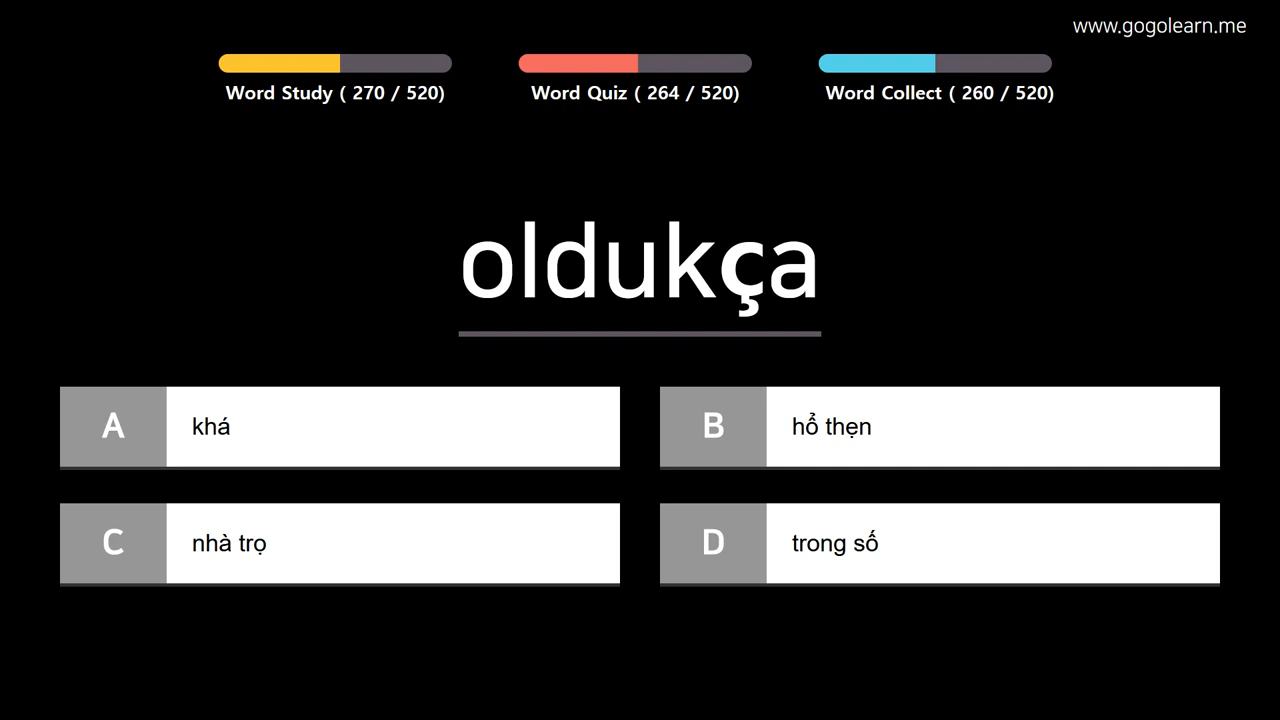 www.gogolearn.me
Word Study ( 270 / 520)
Word Quiz ( 264 / 520)
Word Collect ( 260 / 520)
oldukça
A khá
B hổ thẹn
C nhà trọ
D trong số